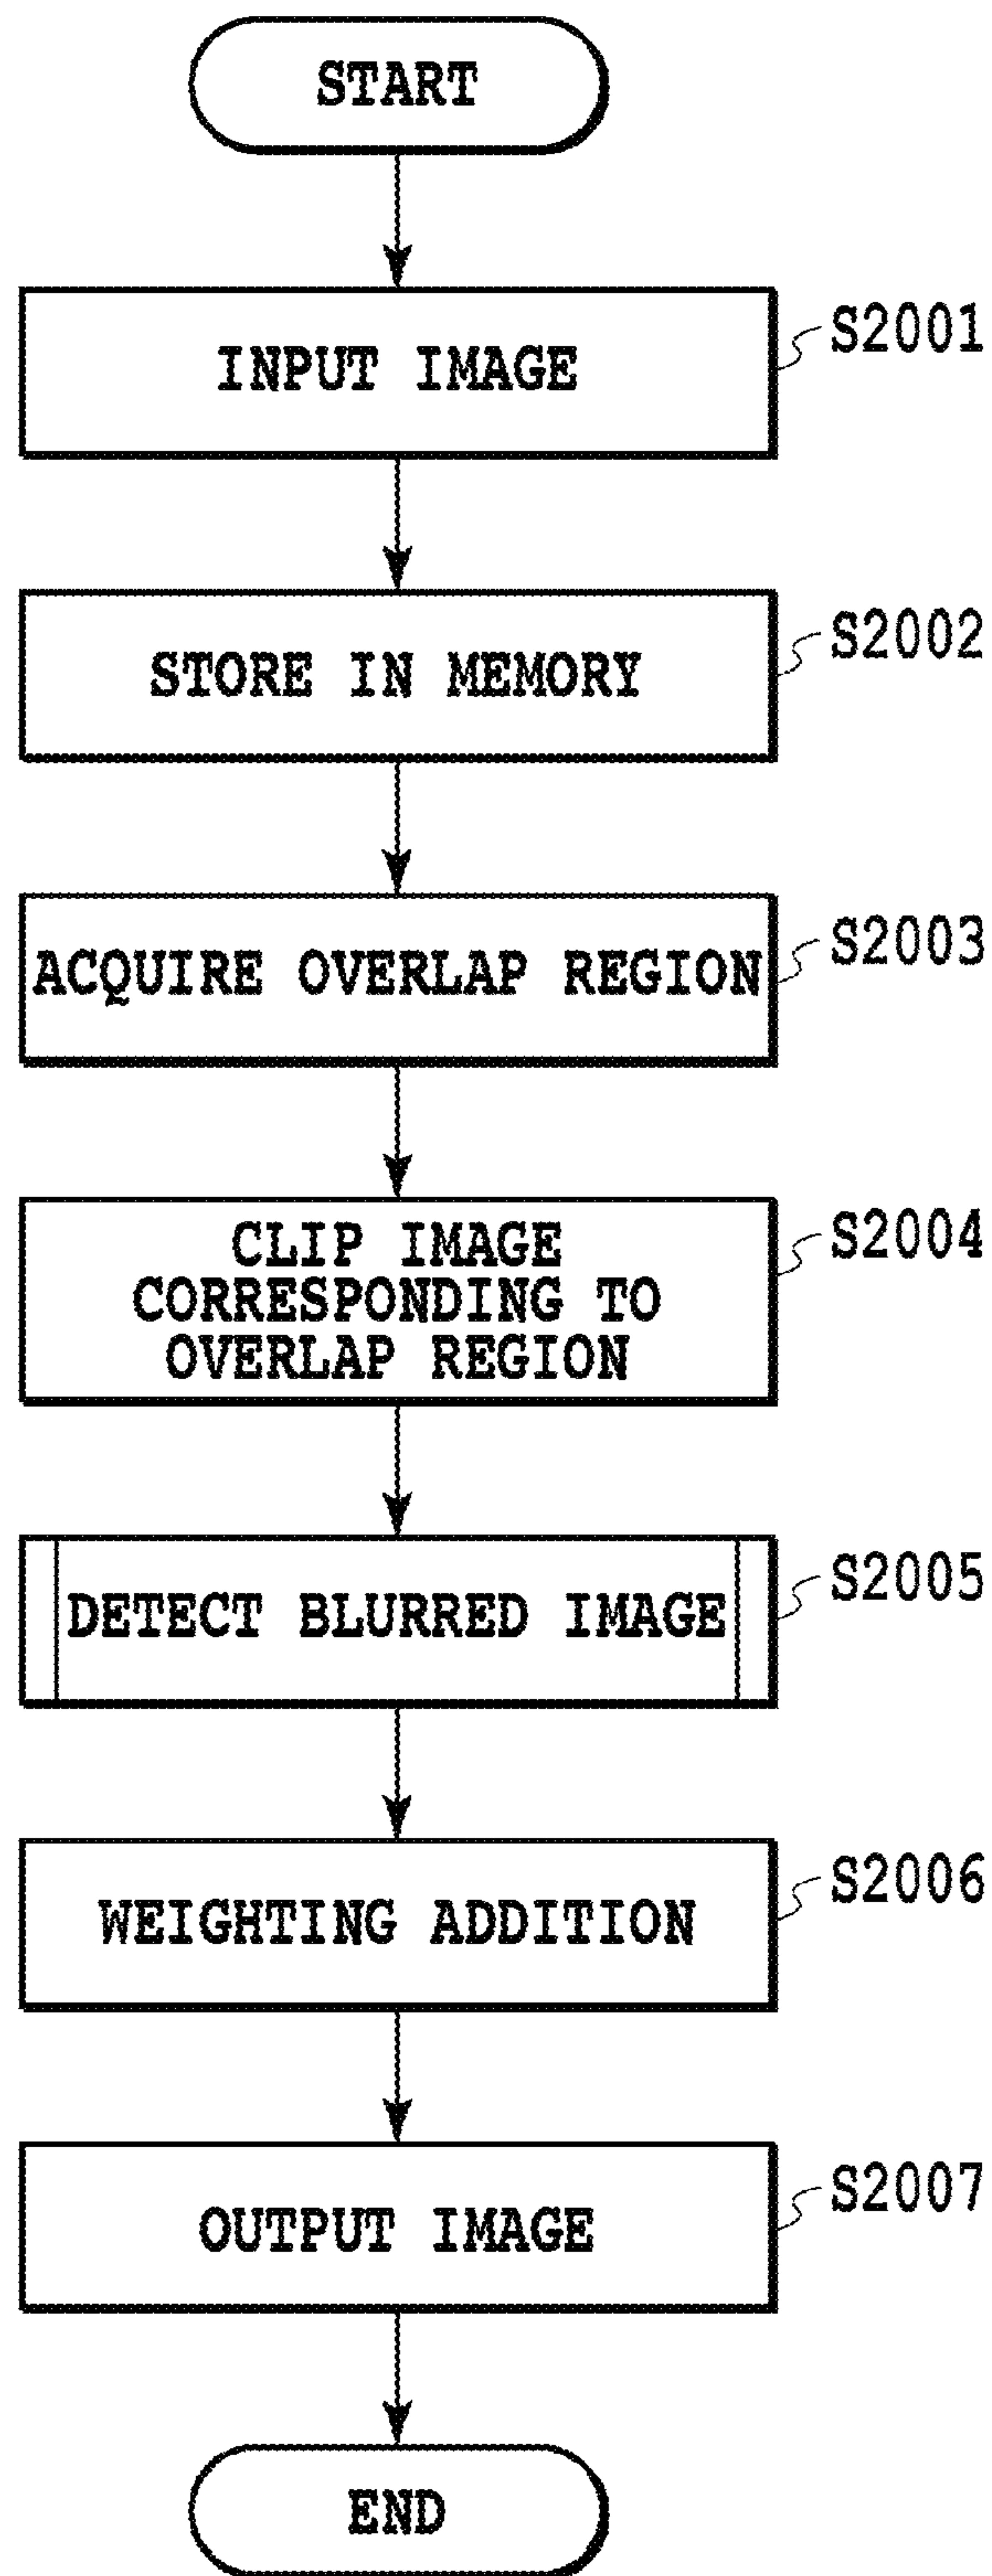 START
INPUT IMAGE
S2001
STORE IN MEMORY
S2002
ACQUIRE OVERLAP REGION
S2003
CLIP IMAGE
CORRESPONDING TO
OVERLAP REGION
S2004
DETECT BLURRED IMAGE
S2005
WEIGHTING ADDITION
S2006
OUTPUT IMAGE
S2007
END